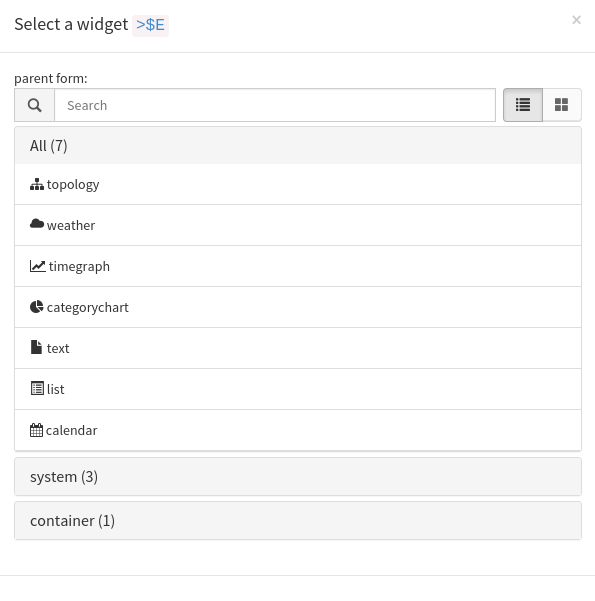 Select a widget >$E
×
parent form:
Search
All (7)
topology
weather
timegraph
categorychart
text
list
calendar
system (3)
container (1)